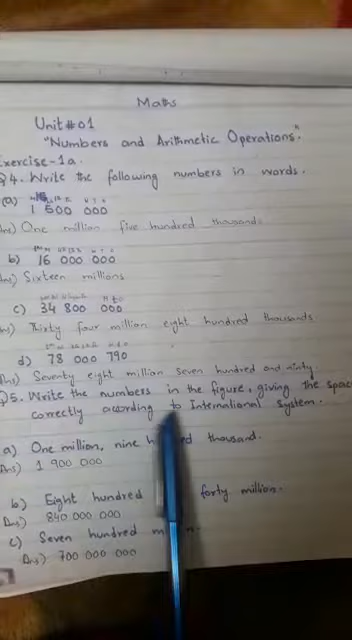 Maths
Unit #01
"Numbers and Arithmetic Operations".
Exercise-1a.
Q4. Write the following numbers in words.
(a) 1 500 000
Ans) One million five hundred thousand.
b) 16 000 000
Ans) Sixteen millions
c) 34 800 000
Ans) Thirty four million eight hundred thousands
d) 78 000 790
Ans) Seventy eight million seven hundred and ninty.
Q5. Write the numbers in the figure, giving the space
correctly according to International System.
a) One million, nine thousand.
Ans) 1 900 000
b) Eight hundred forty million.
Ans) 840 000 000
c) Seven hundred
Ans) 700 000 000